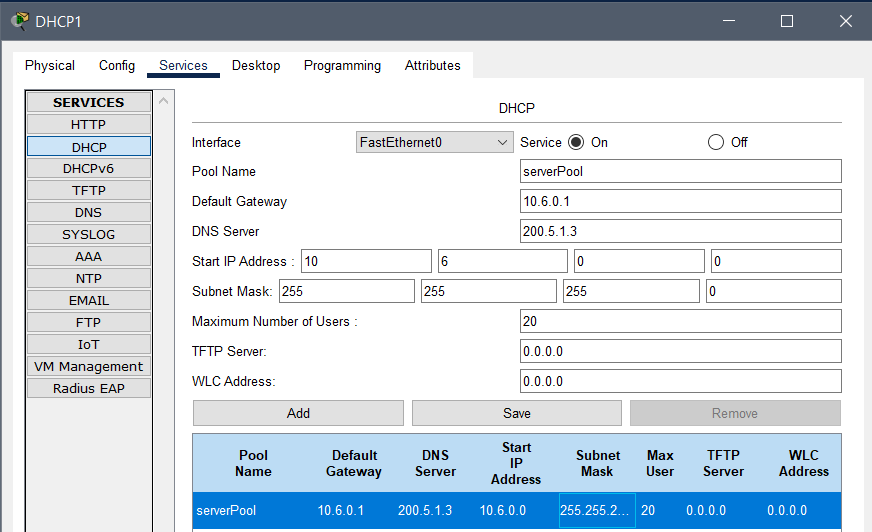 DHCP1
Physical Config Services Desktop Programming Attributes
SERVICES
HTTP
DHCP
DHCPv6
TFTP
DNS
SYSLOG
AAA
NTP
EMAIL
FTP
IoT
VM Management
Radius EAP
DHCP
Interface FastEthernet0 Service On Off
Pool Name serverPool
Default Gateway 10.6.0.1
DNS Server 200.5.1.3
Start IP Address : 10 6 0 0
Subnet Mask: 255 255 255 0
Maximum Number of Users : 20
TFTP Server: 0.0.0.0
WLC Address: 0.0.0.0
Add Save Remove
Pool Name Default Gateway DNS Server Start IP Address Subnet Mask Max User TFTP Server WLC Address
serverPool 10.6.0.1 200.5.1.3 10.6.0.0 255.255.2... 20 0.0.0.0 0.0.0.0